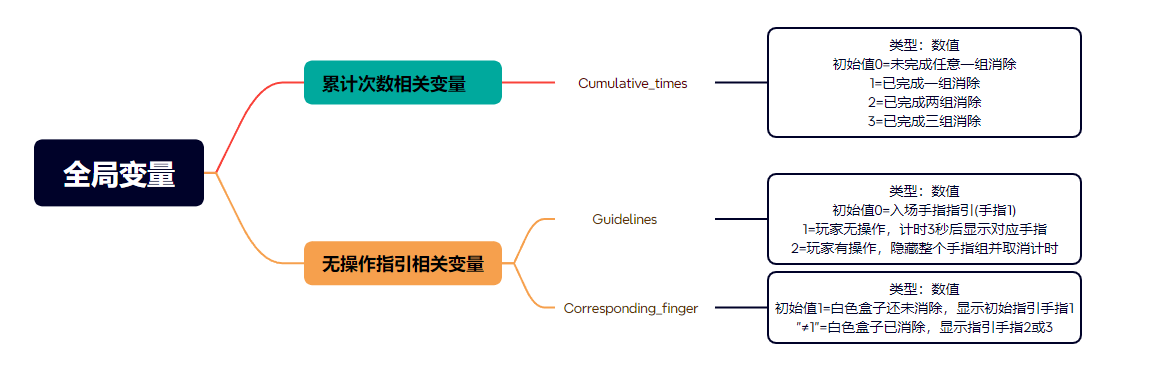 全局变量
累计次数相关变量
Cumulative_times
类型：数值
初始值0=未完成任意一组消除
1=已完成一组消除
2=已完成两组消除
3=已完成三组消除
无操作指引相关变量
Guidelines
类型：数值
初始值0=入场手指指引(手指1)
1=玩家无操作，计时3秒后显示对应手指
2=玩家有操作，隐藏整个手指组并取消计时
Corresponding_finger
类型：数值
初始值1=白色盒子还未消除，显示初始指引手指1
"≠1"=白色盒子已消除，显示指引手指2或3